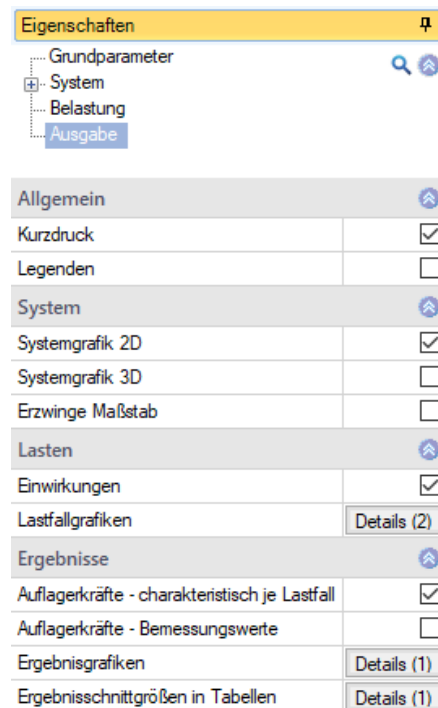 Eigenschaften
Grundparameter
System
Belastung
Ausgabe
Allgemein
Kurzdruck
Legenden
System
Systemgrafik 2D
Systemgrafik 3D
Erzwinge Maßstab
Lasten
Einwirkungen
Lastfallgrafiken Details (2)
Ergebnisse
Auflagerkräfte - charakteristisch je Lastfall
Auflagerkräfte - Bemessungswerte
Ergebnisgrafiken Details (1)
Ergebnisschnittgrößen in Tabellen Details (1)